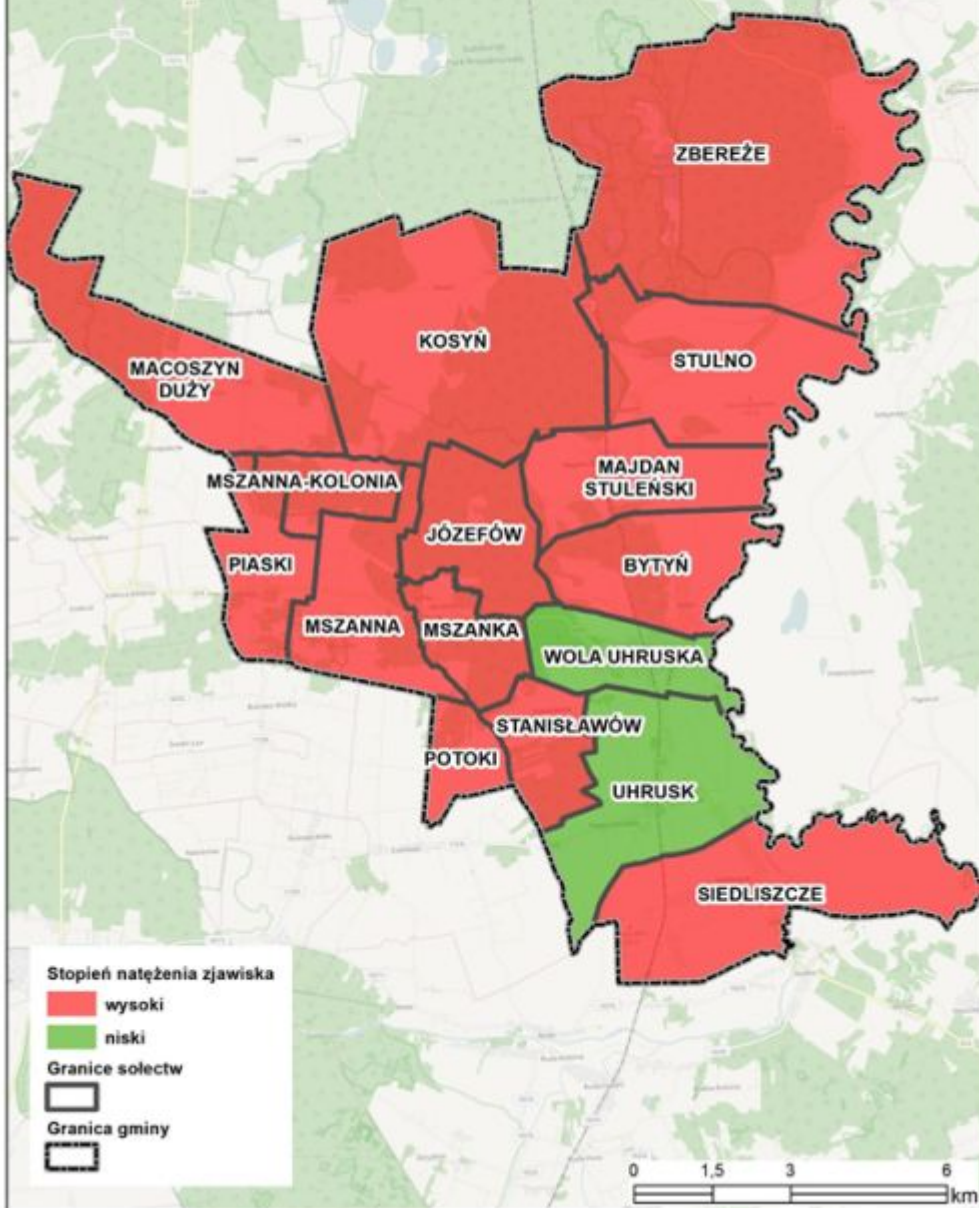 ZBEREŻE
KOSYŃ
STULNO
MACOSZYN
DUŻY
MSZANNA-KOLONIA
MAJDAN
STULEŃSKI
JÓZEFÓW
PIASKI
BYTYŃ
MSZANNA
MSZANKA
WOLA UHRUSKA
STANISŁAWÓW
POTOKI
UHRUSK
SIEDLISZCZE
Stopień natężenia zjawiska
wysoki
niski
Granice sołectw
Granica gminy
0 1,5 3 6
km